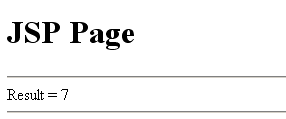 JSP Page
Result = 7